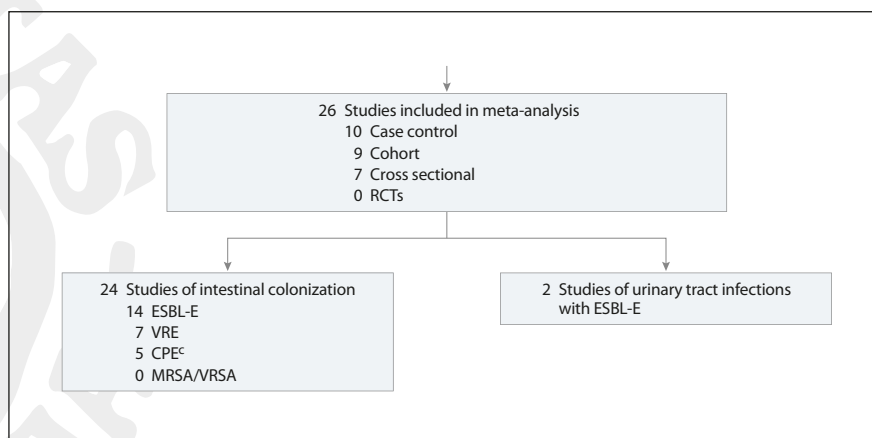 26 Studies included in meta-analysis
10 Case control
9 Cohort
7 Cross sectional
0 RCTs
24 Studies of intestinal colonization
14 ESBL-E
7 VRE
5 CPEᶜ
0 MRSA/VRSA
2 Studies of urinary tract infections
with ESBL-E